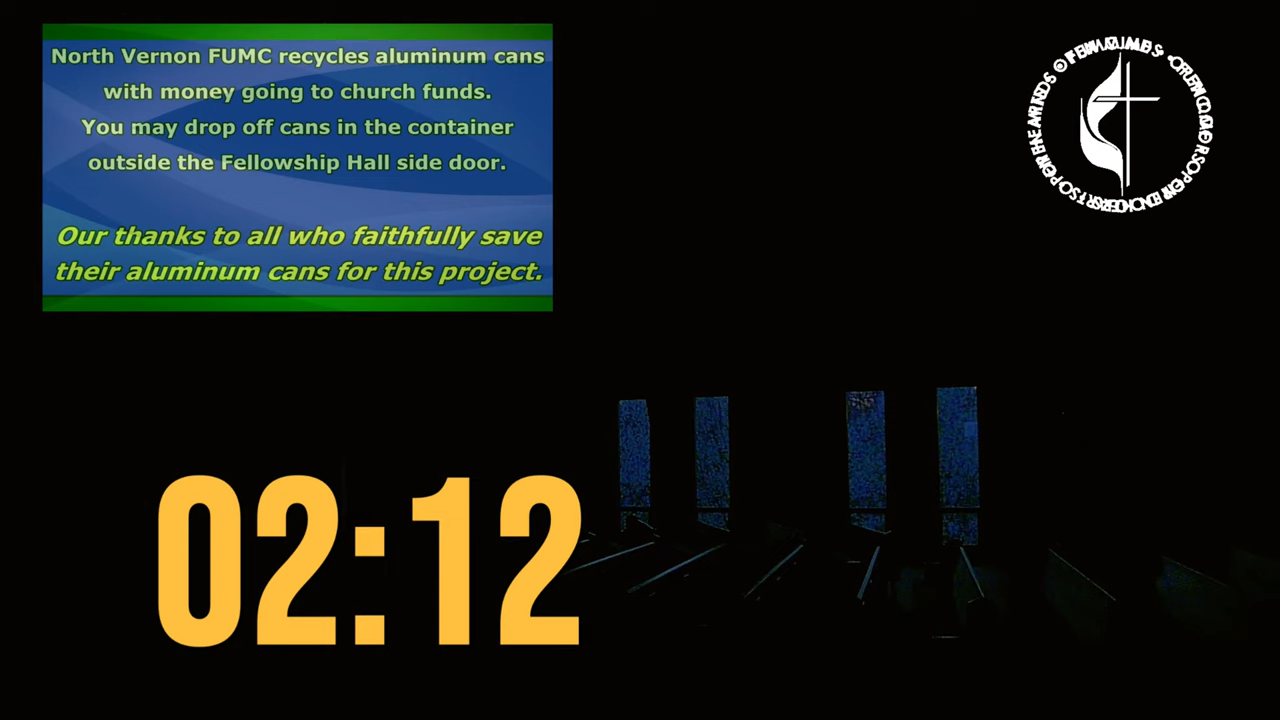 North Vernon FUMC recycles aluminum cans
with money going to church funds.
You may drop off cans in the container
outside the Fellowship Hall side door.
Our thanks to all who faithfully save
their aluminum cans for this project.
02:12